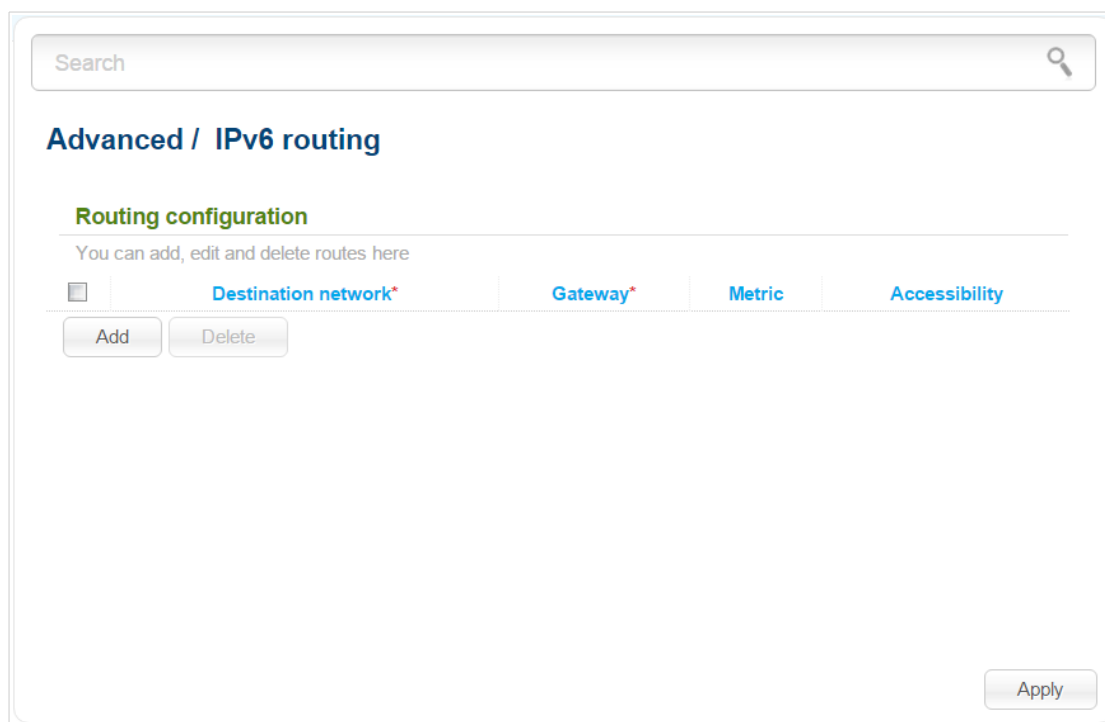 Search
Advanced / IPv6 routing
Routing configuration
You can add, edit and delete routes here
Destination network* Gateway* Metric Accessibility
Add Delete
Apply